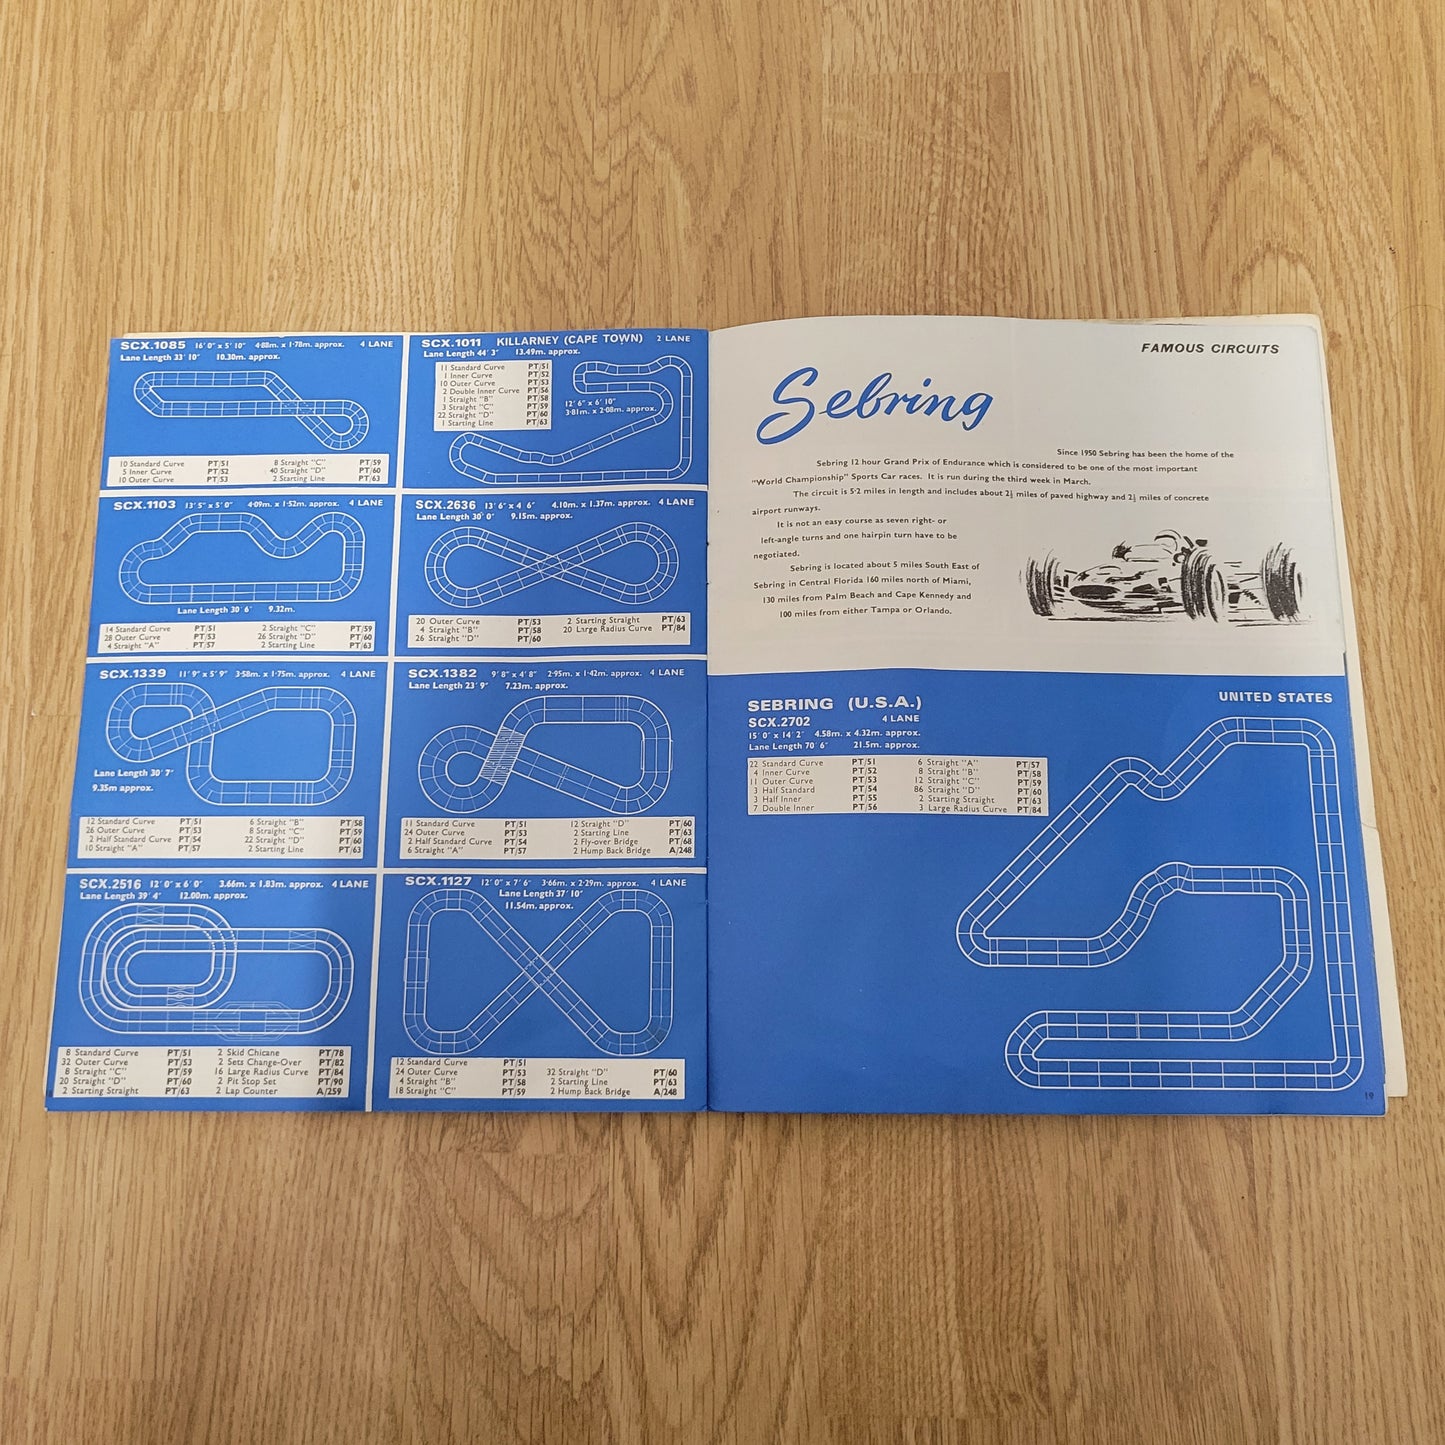 SCX.1085 16' 0" x 5' 10" 4·88m. x 1·78m. approx. 4 LANE
Lane Length 33' 10" 10.30m. approx.
10 Standard Curve PT/51 8 Straight "C" PT/59
5 Inner Curve PT/52 40 Straight "D" PT/60
10 Outer Curve PT/53 2 Starting Line PT/63
SCX.1011 KILLARNEY (CAPE TOWN) 2 LANE
Lane Length 44' 3" 13.49m. approx.
11 Standard Curve PT/51
1 Inner Curve PT/52
10 Outer Curve PT/53
2 Double Inner Curve PT/56
1 Straight "B" PT/58
3 Straight "C" PT/59
22 Straight "D" PT/60
1 Starting Line PT/63
12' 6" x 6' 10"
3·81m. x 2·08m. approx.
SCX.1103 13' 5" x 5' 0" 4·09m. x 1·52m. approx. 4 LANE
Lane Length 30' 6" 9.32m.
14 Standard Curve PT/51 2 Straight "C" PT/59
28 Outer Curve PT/53 26 Straight "D" PT/60
4 Straight "A" PT/57 2 Starting Line PT/63
SCX.2636 13' 6" x 4' 6" 4.10m. x 1.37m. approx. 4 LANE
Lane Length 30' 0" 9.15m. approx.
20 Outer Curve PT/53 2 Starting Straight PT/63
4 Straight "B" PT/58 20 Large Radius Curve PT/84
26 Straight "D" PT/60
SCX.1339 11' 9" x 5' 9" 3·58m. x 1·75m. approx. 4 LANE
Lane Length 30' 7"
9.35m approx.
12 Standard Curve PT/51 6 Straight "B" PT/58
26 Outer Curve PT/53 8 Straight "C" PT/59
2 Half Standard Curve PT/54 22 Straight "D" PT/60
10 Straight "A" PT/57 2 Starting Line PT/63
SCX.1382 9' 8" x 4' 8" 2·95m. x 1·42m. approx. 4 LANE
Lane Length 23' 9" 7.23m. approx.
11 Standard Curve PT/51 12 Straight "D" PT/60
24 Outer Curve PT/53 2 Starting Line PT/63
2 Half Standard Curve PT/54 2 Fly-over Bridge PT/68
6 Straight "A" PT/57 2 Hump Back Bridge A/248
SCX.2516 12' 0" x 6' 0" 3.66m. x 1.83m. approx. 4 LANE
Lane Length 39' 4" 12.00m. approx.
8 Standard Curve PT/51 2 Skid Chicane PT/78
32 Outer Curve PT/53 2 Sets Change-Over PT/82
8 Straight "C" PT/59 16 Large Radius Curve PT/84
20 Straight "D" PT/60 2 Pit Stop Set PT/90
2 Starting Straight PT/63 2 Lap Counter A/259
SCX.1127 12' 0" x 7' 6" 3·66m. x 2·29m. approx. 4 LANE
Lane Length 37' 10"
11.54m. approx.
12 Standard Curve PT/51
24 Outer Curve PT/53 32 Straight "D" PT/60
4 Straight "B" PT/58 2 Starting Line PT/63
18 Straight "C" PT/59 2 Hump Back Bridge A/248
FAMOUS CIRCUITS
Sebring
Since 1950 Sebring has been the home of the
Sebring 12 hour Grand Prix of Endurance which is considered to be one of the most important
"World Championship" Sports Car races. It is run during the third week in March.
The circuit is 5·2 miles in length and includes about 2½ miles of paved highway and 2½ miles of concrete
airport runways.
It is not an easy course as seven right- or
left-angle turns and one hairpin turn have to be
negotiated.
Sebring is located about 5 miles South East of
Sebring in Central Florida 160 miles north of Miami,
130 miles from Palm Beach and Cape Kennedy and
100 miles from either Tampa or Orlando.
UNITED STATES
SEBRING (U.S.A.)
SCX.2702 4 LANE
15' 0" x 14' 2" 4.58m. x 4.32m. approx.
Lane Length 70' 6" 21.5m. approx.
22 Standard Curve PT/51 6 Straight "A" PT/57
4 Inner Curve PT/52 8 Straight "B" PT/58
11 Outer Curve PT/53 12 Straight "C" PT/59
3 Half Standard PT/54 86 Straight "D" PT/60
3 Half Inner PT/55 2 Starting Straight PT/63
7 Double Inner PT/56 3 Large Radius Curve PT/84
19